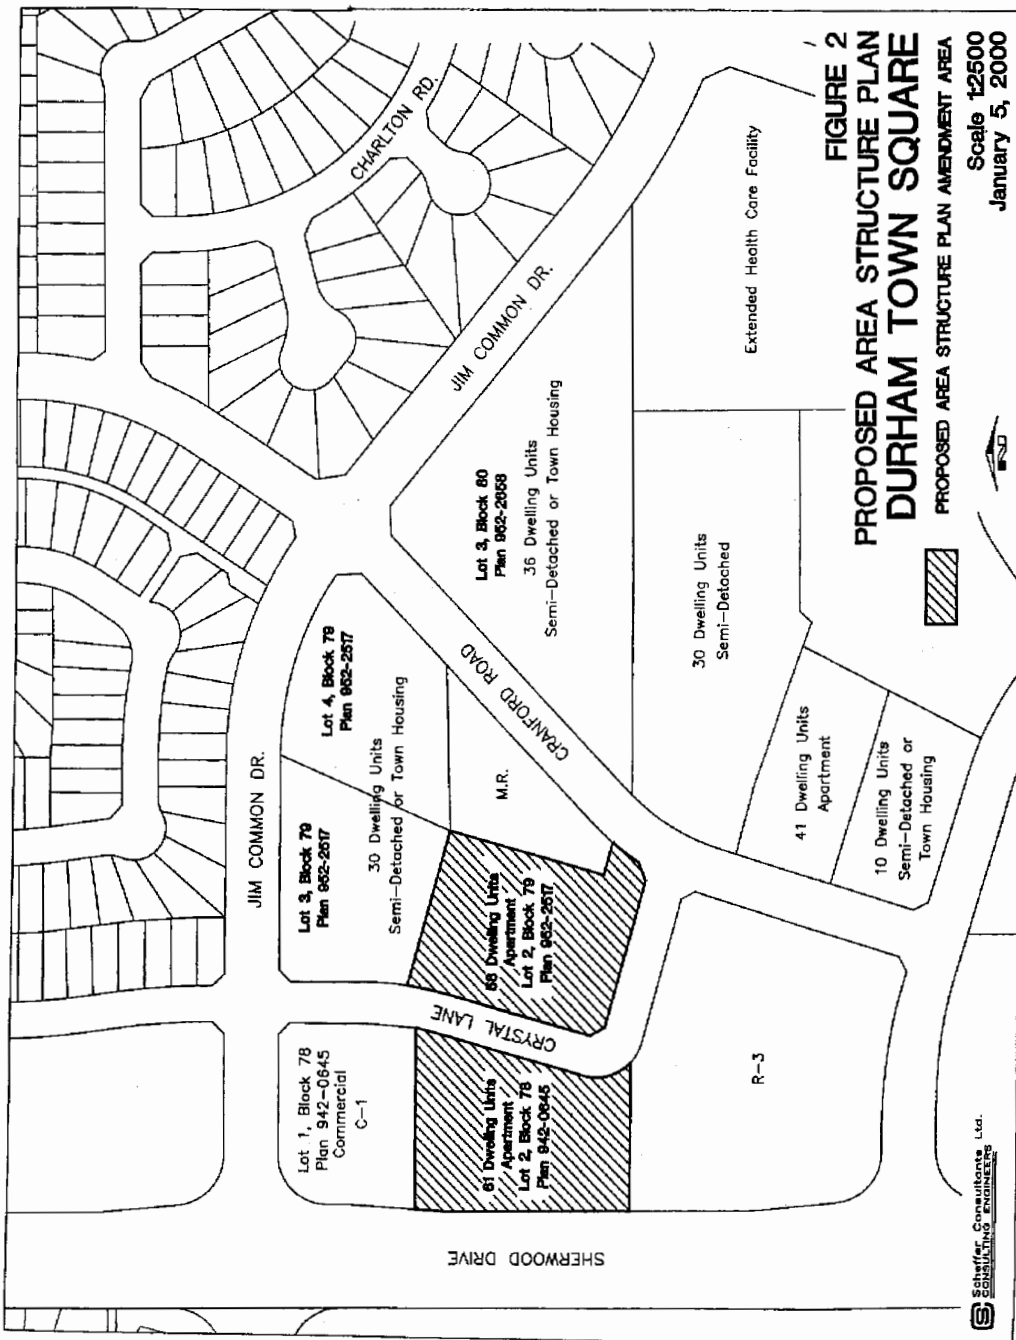 FIGURE 2
PROPOSED AREA STRUCTURE PLAN
DURHAM TOWN SQUARE
PROPOSED AREA STRUCTURE PLAN AMENDMENT AREA
Scale 1:2500
January 5, 2000
CHARLTON RD.
JIM COMMON DR.
Extended Health Care Facility
Lot 3, Block 80
Plan 952-2658
36 Dwelling Units
Semi-Detached or Town Housing
30 Dwelling Units
Semi-Detached
CRANFORD ROAD
Lot 4, Block 79
Plan 952-2517
M.R.
41 Dwelling Units
Apartment
10 Dwelling Units
Semi-Detached or
Town Housing
JIM COMMON DR.
Lot 3, Block 79
Plan 952-2517
30 Dwelling Units
Semi-Detached or Town Housing
Dwelling Units
Apartment
Lot 2, Block 79
Plan 952-2517
CRYSTAL LANE
Lot 1, Block 78
Plan 942-0645
Commercial
C-1
61 Dwelling Units
Apartment
Lot 2, Block 78
Plan 942-0645
R-3
SHERWOOD DRIVE
Scheffer Consultants Ltd.
CONSULTING ENGINEERS